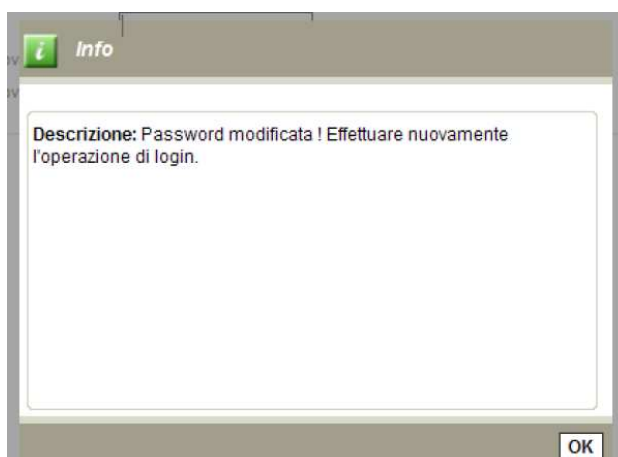 Info
Descrizione: Password modificata ! Effettuare nuovamente
l'operazione di login.
OK